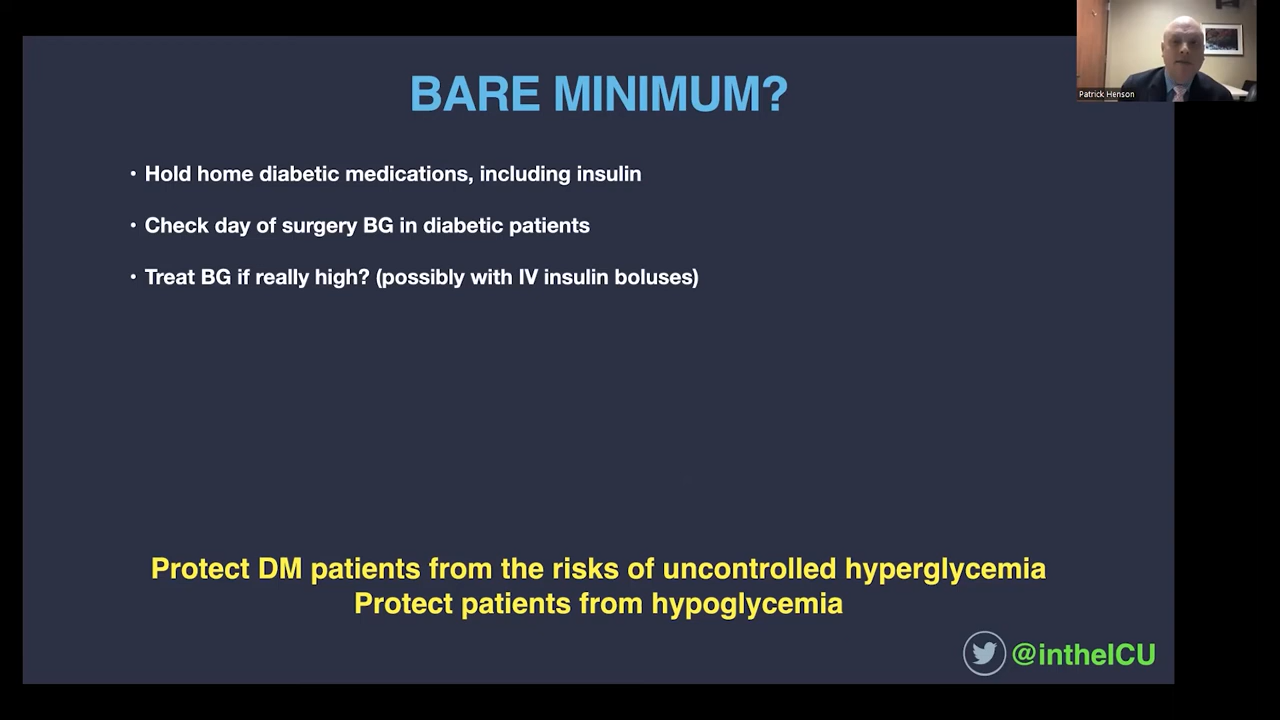 BARE MINIMUM?
Patrick Henson
• Hold home diabetic medications, including insulin
• Check day of surgery BG in diabetic patients
• Treat BG if really high? (possibly with IV insulin boluses)
Protect DM patients from the risks of uncontrolled hyperglycemia
Protect patients from hypoglycemia
@intheICU